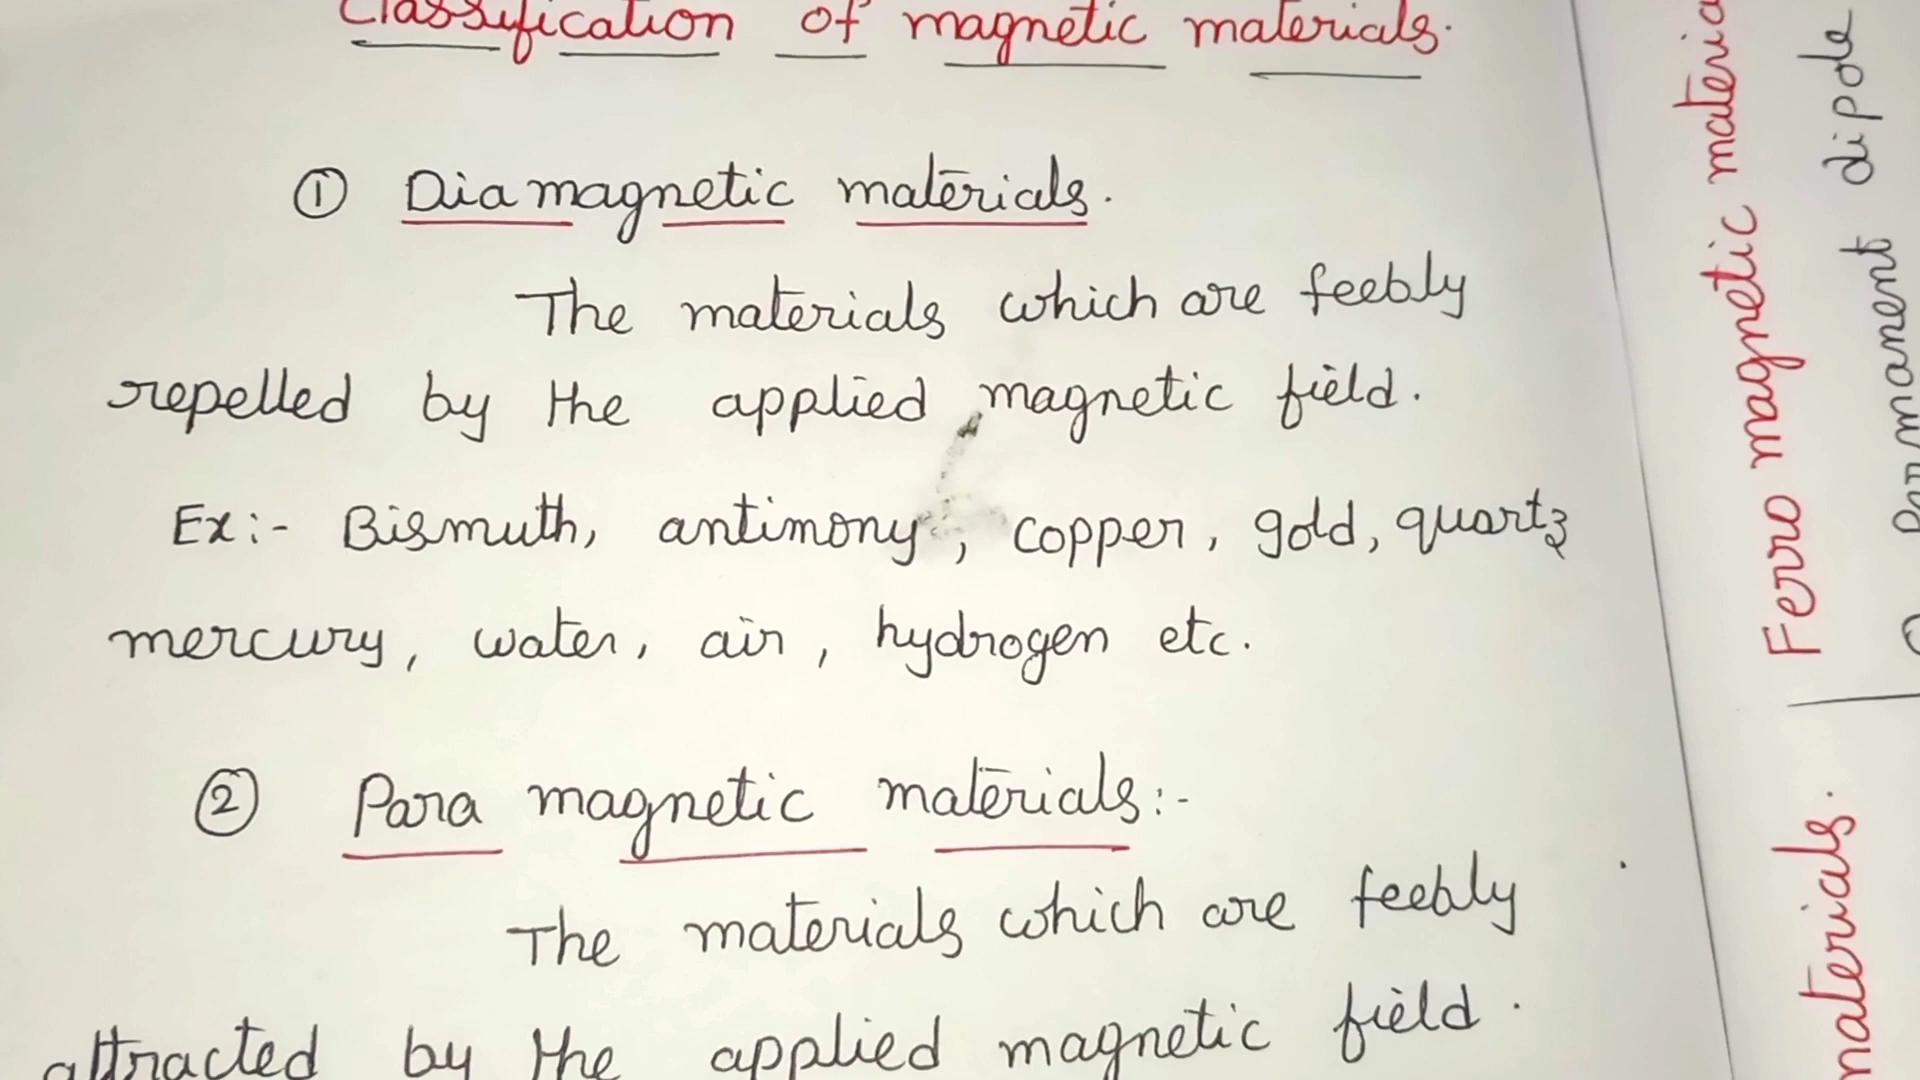 Classification of magnetic materials.
① Diamagnetic materials.
The materials which are feebly
repelled by the applied magnetic field.
Ex:- Bismuth, antimony, copper, gold, quartz
mercury, water, air, hydrogen etc.
② Para magnetic materials:-
The materials which are feebly
attracted by the applied magnetic field.
Ferro magnetic materia
dipole
materials.